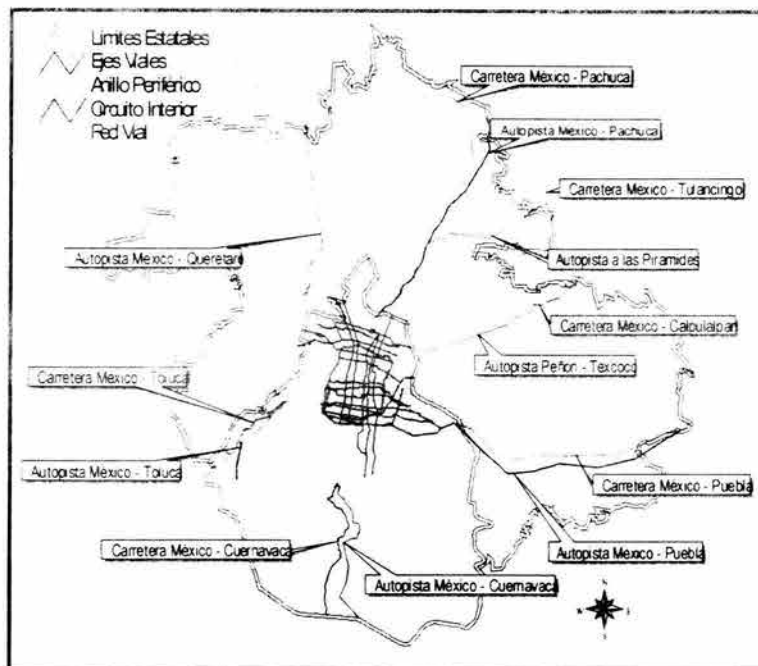 Limites Estatales
Ejes Viales
Anillo Periférico
Circuito Interior
Red Vial
Carretera México - Pachuca
Autopista México - Pachuca
Carretera México - Tulancingo
Autopista México - Queretaro
Autopista a las Piramides
Carretera México - Calpulalpan
Autopista Peñon - Texcoco
Carretera México - Toluca
Autopista México - Toluca
Carretera México - Puebla
Carretera México - Cuernavaca
Autopista México - Puebla
Autopista México - Cuernavaca
N
W
E
S